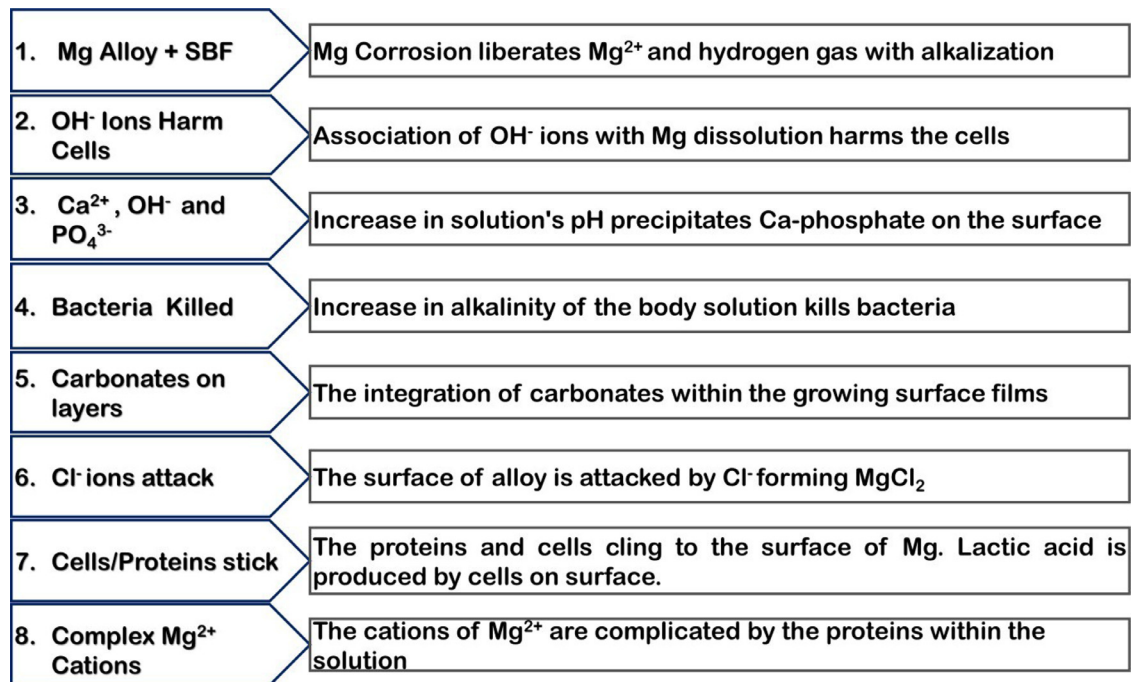 1. Mg Alloy + SBF
Mg Corrosion liberates Mg²⁺ and hydrogen gas with alkalization
2. OH⁻ Ions Harm
Cells
Association of OH⁻ ions with Mg dissolution harms the cells
3. Ca²⁺ , OH⁻ and
PO₄³⁻
Increase in solution's pH precipitates Ca-phosphate on the surface
4. Bacteria Killed
Increase in alkalinity of the body solution kills bacteria
5. Carbonates on
layers
The integration of carbonates within the growing surface films
6. Cl⁻ ions attack
The surface of alloy is attacked by Cl⁻ forming MgCl₂
7. Cells/Proteins stick
The proteins and cells cling to the surface of Mg. Lactic acid is
produced by cells on surface.
8. Complex Mg²⁺
Cations
The cations of Mg²⁺ are complicated by the proteins within the
solution